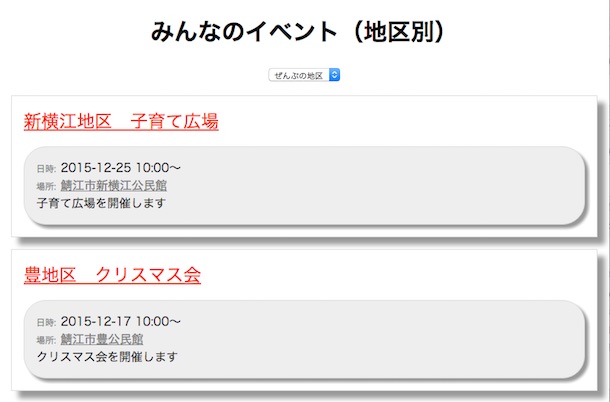 みんなのイベント（地区別）
ぜんぶの地区
新横江地区　子育て広場
日時: 2015-12-25 10:00〜
場所: 鯖江市新横江公民館
子育て広場を開催します
豊地区　クリスマス会
日時: 2015-12-17 10:00〜
場所: 鯖江市豊公民館
クリスマス会を開催します